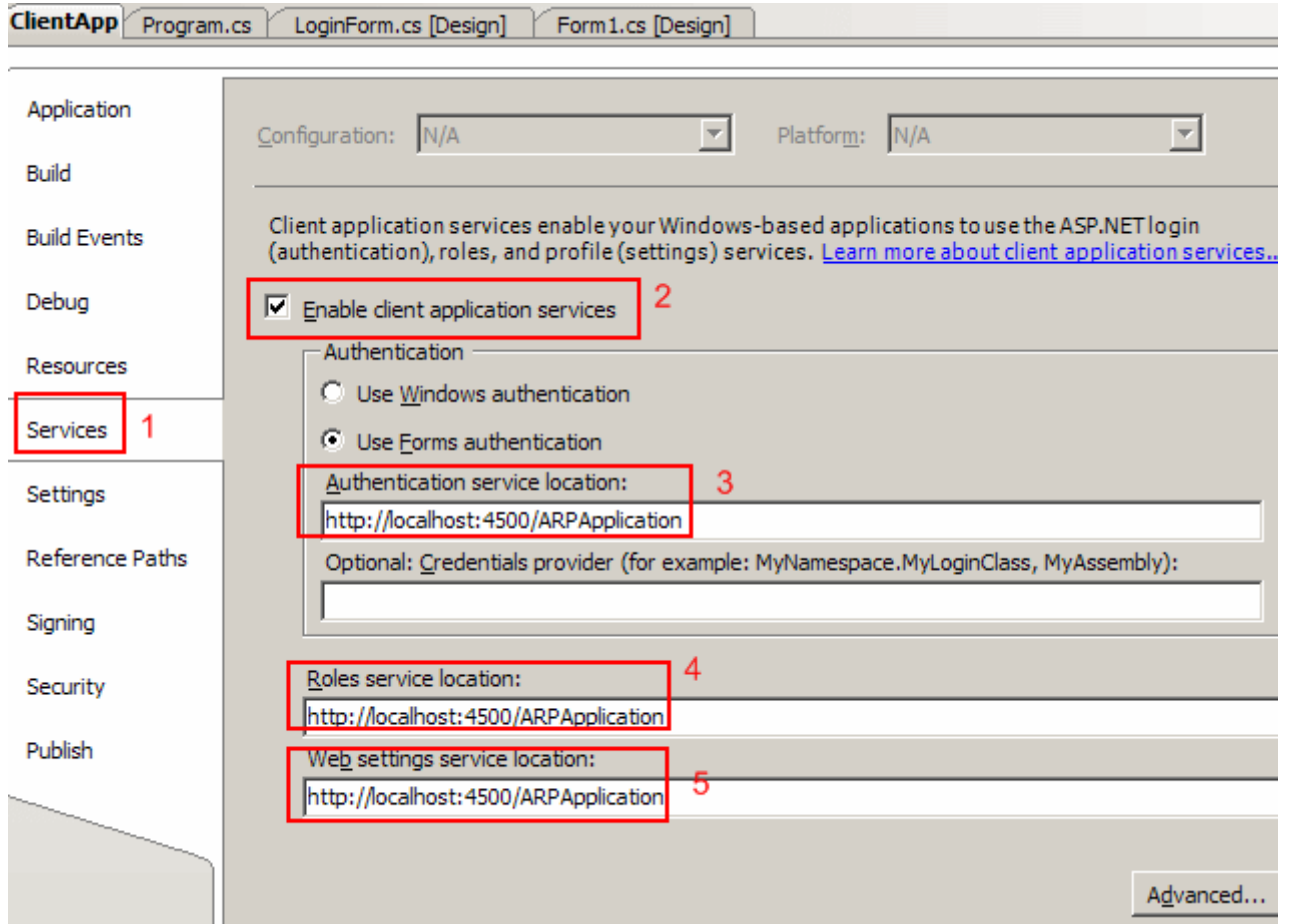 ClientApp Program.cs LoginForm.cs [Design] Form1.cs [Design]
Application
Build
Build Events
Debug
Resources
Services 1
Settings
Reference Paths
Signing
Security
Publish
Configuration: N/A Platform: N/A
Client application services enable your Windows-based applications to use the ASP.NET login
(authentication), roles, and profile (settings) services. Learn more about client application services..
Enable client application services 2
Authentication
Use Windows authentication
Use Forms authentication
Authentication service location: 3
http://localhost:4500/ARPApplication
Optional: Credentials provider (for example: MyNamespace.MyLoginClass, MyAssembly):
Roles service location: 4
http://localhost:4500/ARPApplication
Web settings service location:
http://localhost:4500/ARPApplication 5
Advanced...